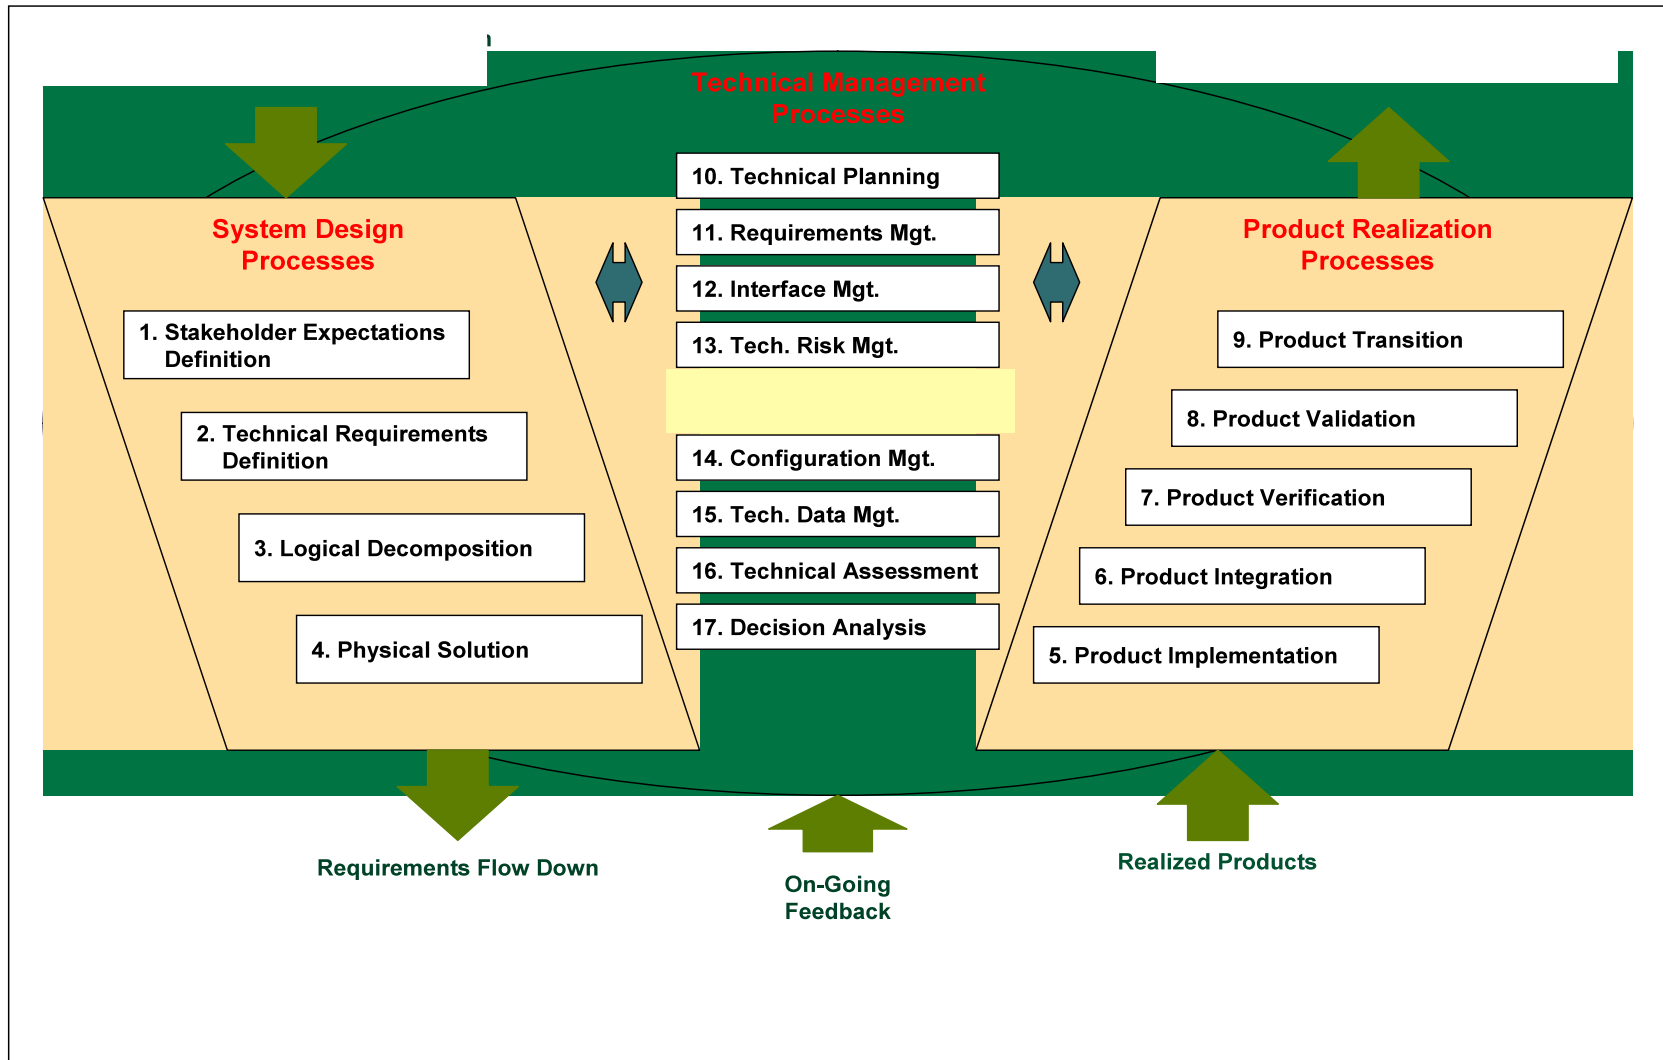 Technical Management
Processes
System Design
Processes
1. Stakeholder Expectations
Definition
2. Technical Requirements
Definition
3. Logical Decomposition
4. Physical Solution
10. Technical Planning
11. Requirements Mgt.
12. Interface Mgt.
13. Tech. Risk Mgt.
14. Configuration Mgt.
15. Tech. Data Mgt.
16. Technical Assessment
17. Decision Analysis
Product Realization
Processes
9. Product Transition
8. Product Validation
7. Product Verification
6. Product Integration
5. Product Implementation
Requirements Flow Down
On-Going
Feedback
Realized Products